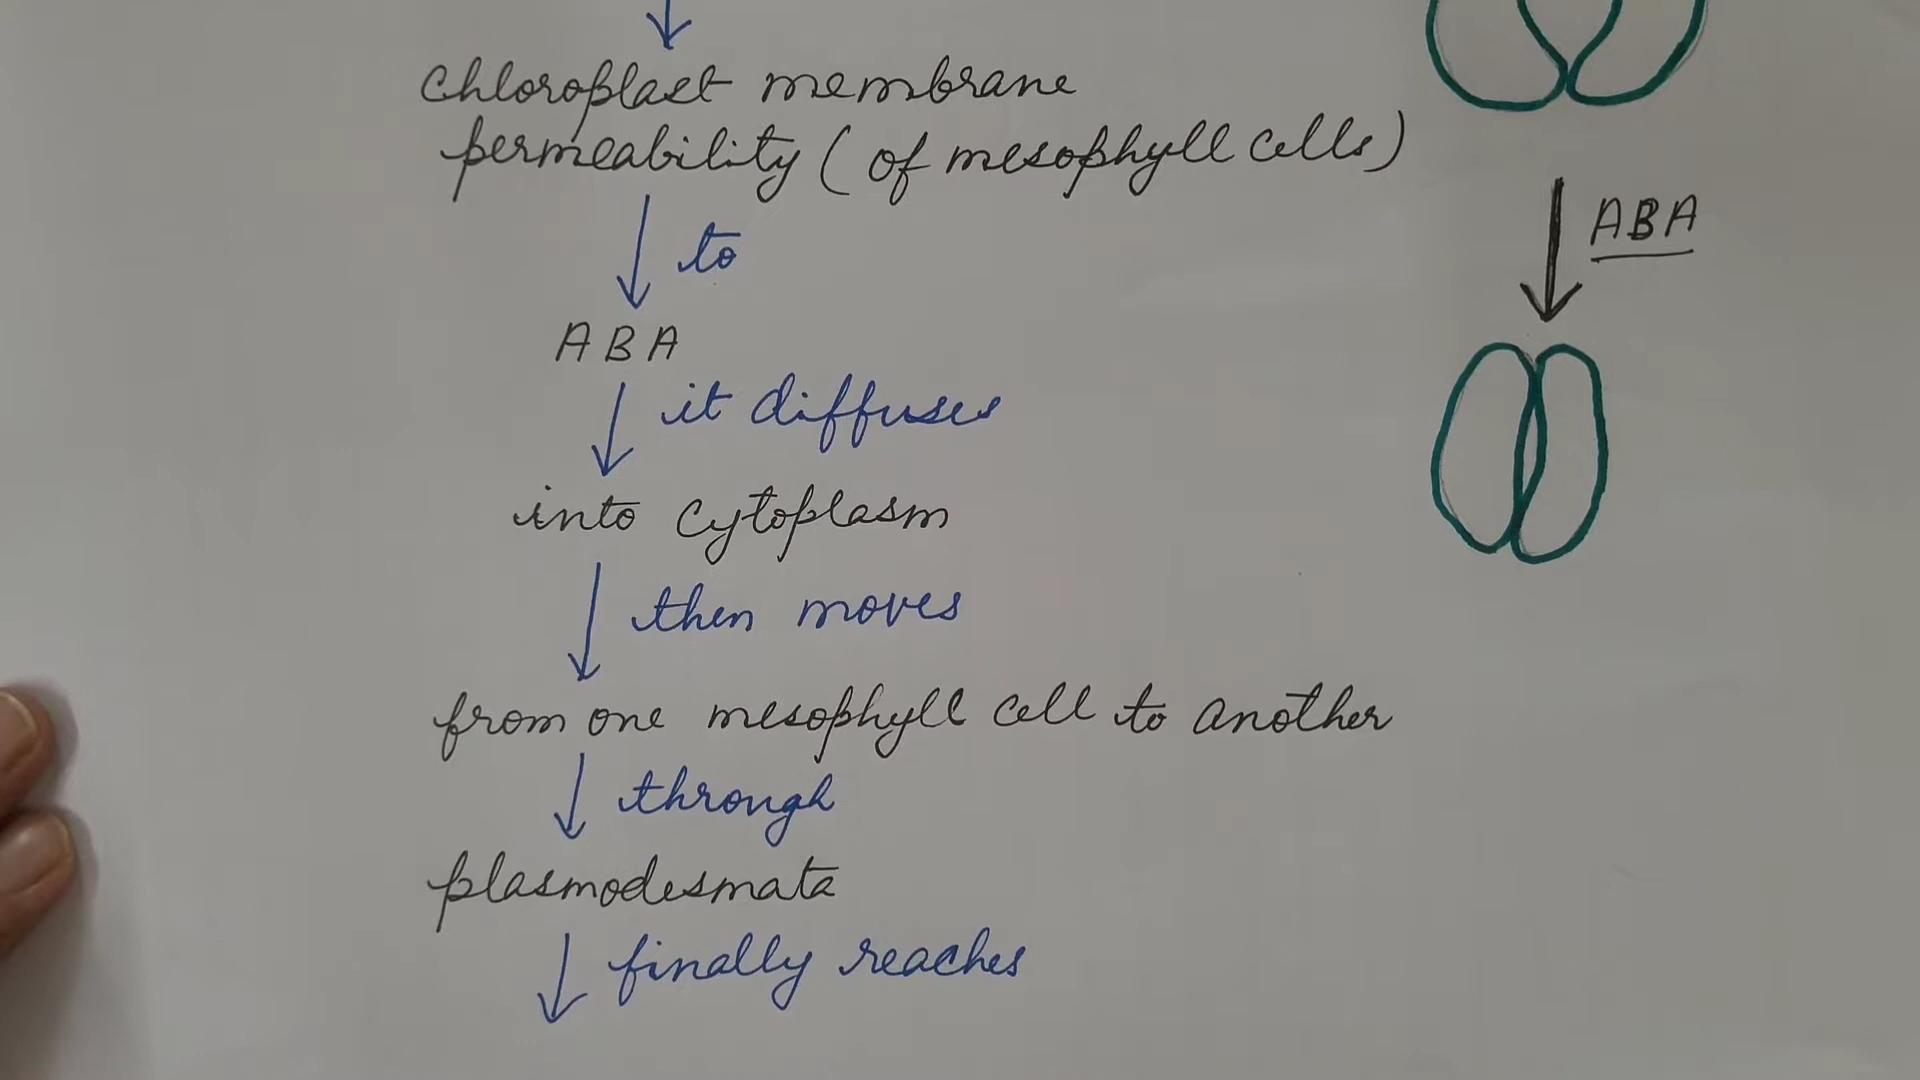 chloroplast membrane
permeability (of mesophyll cells)
to
ABA
ABA
it diffuses
into cytoplasm
then moves
from one mesophyll cell to another
through
plasmodesmata
finally reaches